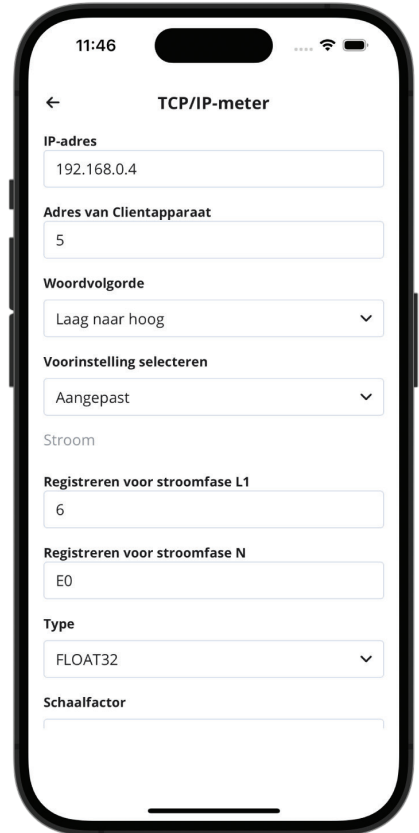 11:46
TCP/IP-meter
IP-adres
192.168.0.4
Adres van Clientapparaat
5
Woordvolgorde
Laag naar hoog
Voorinstelling selecteren
Aangepast
Stroom
Registreren voor stroomfase L1
6
Registreren voor stroomfase N
E0
Type
FLOAT32
Schaalfactor